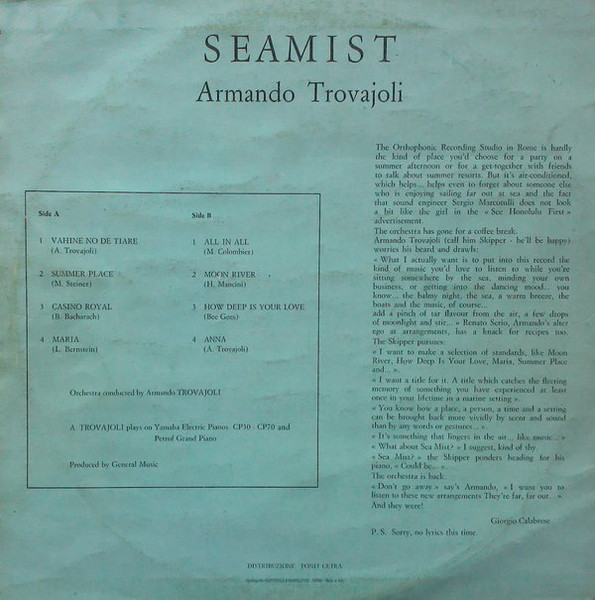 SEAMIST
Armando Trovajoli
Side A
1 VAHINE NO DE TIARE
(A. Trovajoli)
2 SUMMER PLACE
(M. Steiner)
3 CASINO ROYAL
(B. Bacharach)
4 MARIA
(L. Bernstein)
Side B
1 ALL IN ALL
(M. Colombier)
2 MOON RIVER
(H. Mancini)
3 HOW DEEP IS YOUR LOVE
(Bee Gees)
4 ANNA
(A. Trovajoli)
Orchestra conducted by Armando TROVAJOLI
A TROVAJOLI plays on Yamaha Electric Pianos CP30 - CP70 and
Petrof Grand Piano
Produced by General Music
The Orthophonic Recording Studio in Rome is hardly
the kind of place you'd choose for a party on a
summer afternoon or for a get-together with friends
to talk about summer resorts. But it's air-conditioned,
which helps... helps even to forget about someone else
who is enjoying sailing far out at sea and the fact
that sound engineer Sergio Marcotulli does not look
a bit like the girl in the « See Honolulu First »
advertisement.
The orchestra has gone for a coffee break.
Armando Trovajoli (call him Skipper - he'll be happy)
worries his beard and drawls:
« What I actually want is to put into this record the
kind of music you'd love to listen to while you're
sitting somewhere by the sea, minding your own
business, or getting into the dancing mood... you
know... the balmy night, the sea, a warm breeze, the
boats and the music, of course...
add a pinch of tar flavour from the air, a few drops
of moonlight and stir... » Renato Serio, Armando's alter
ego at arrangements, has a knack for recipes too.
The Skipper pursues:
« I want to make a selection of standards, like Moon
River, How Deep Is Your Love, Maria, Summer Place
and... ».
« I want a title for it. A title which catches the fleeting
memory of something you have experienced at least
once in your lifetime in a marine setting ».
« You know how a place, a person, a time and a setting
can be brought back more vividly by scent and sound
than by any words or gestures... ».
« It's something that lingers in the air... like music... »
« What about Sea Mist? » I suggest, kind of shy
« Sea Mist? » the Skipper ponders heading for his
piano, « Could be... ».
The orchestra is back.
« Don't go away » say's Armando, « I want you to
listen to these new arrangements They're far, far out... »
And they were!
Giorgio Calabrese
P. S. Sorry, no lyrics this time.
DISTRIBUZIONE FONIT CETRA